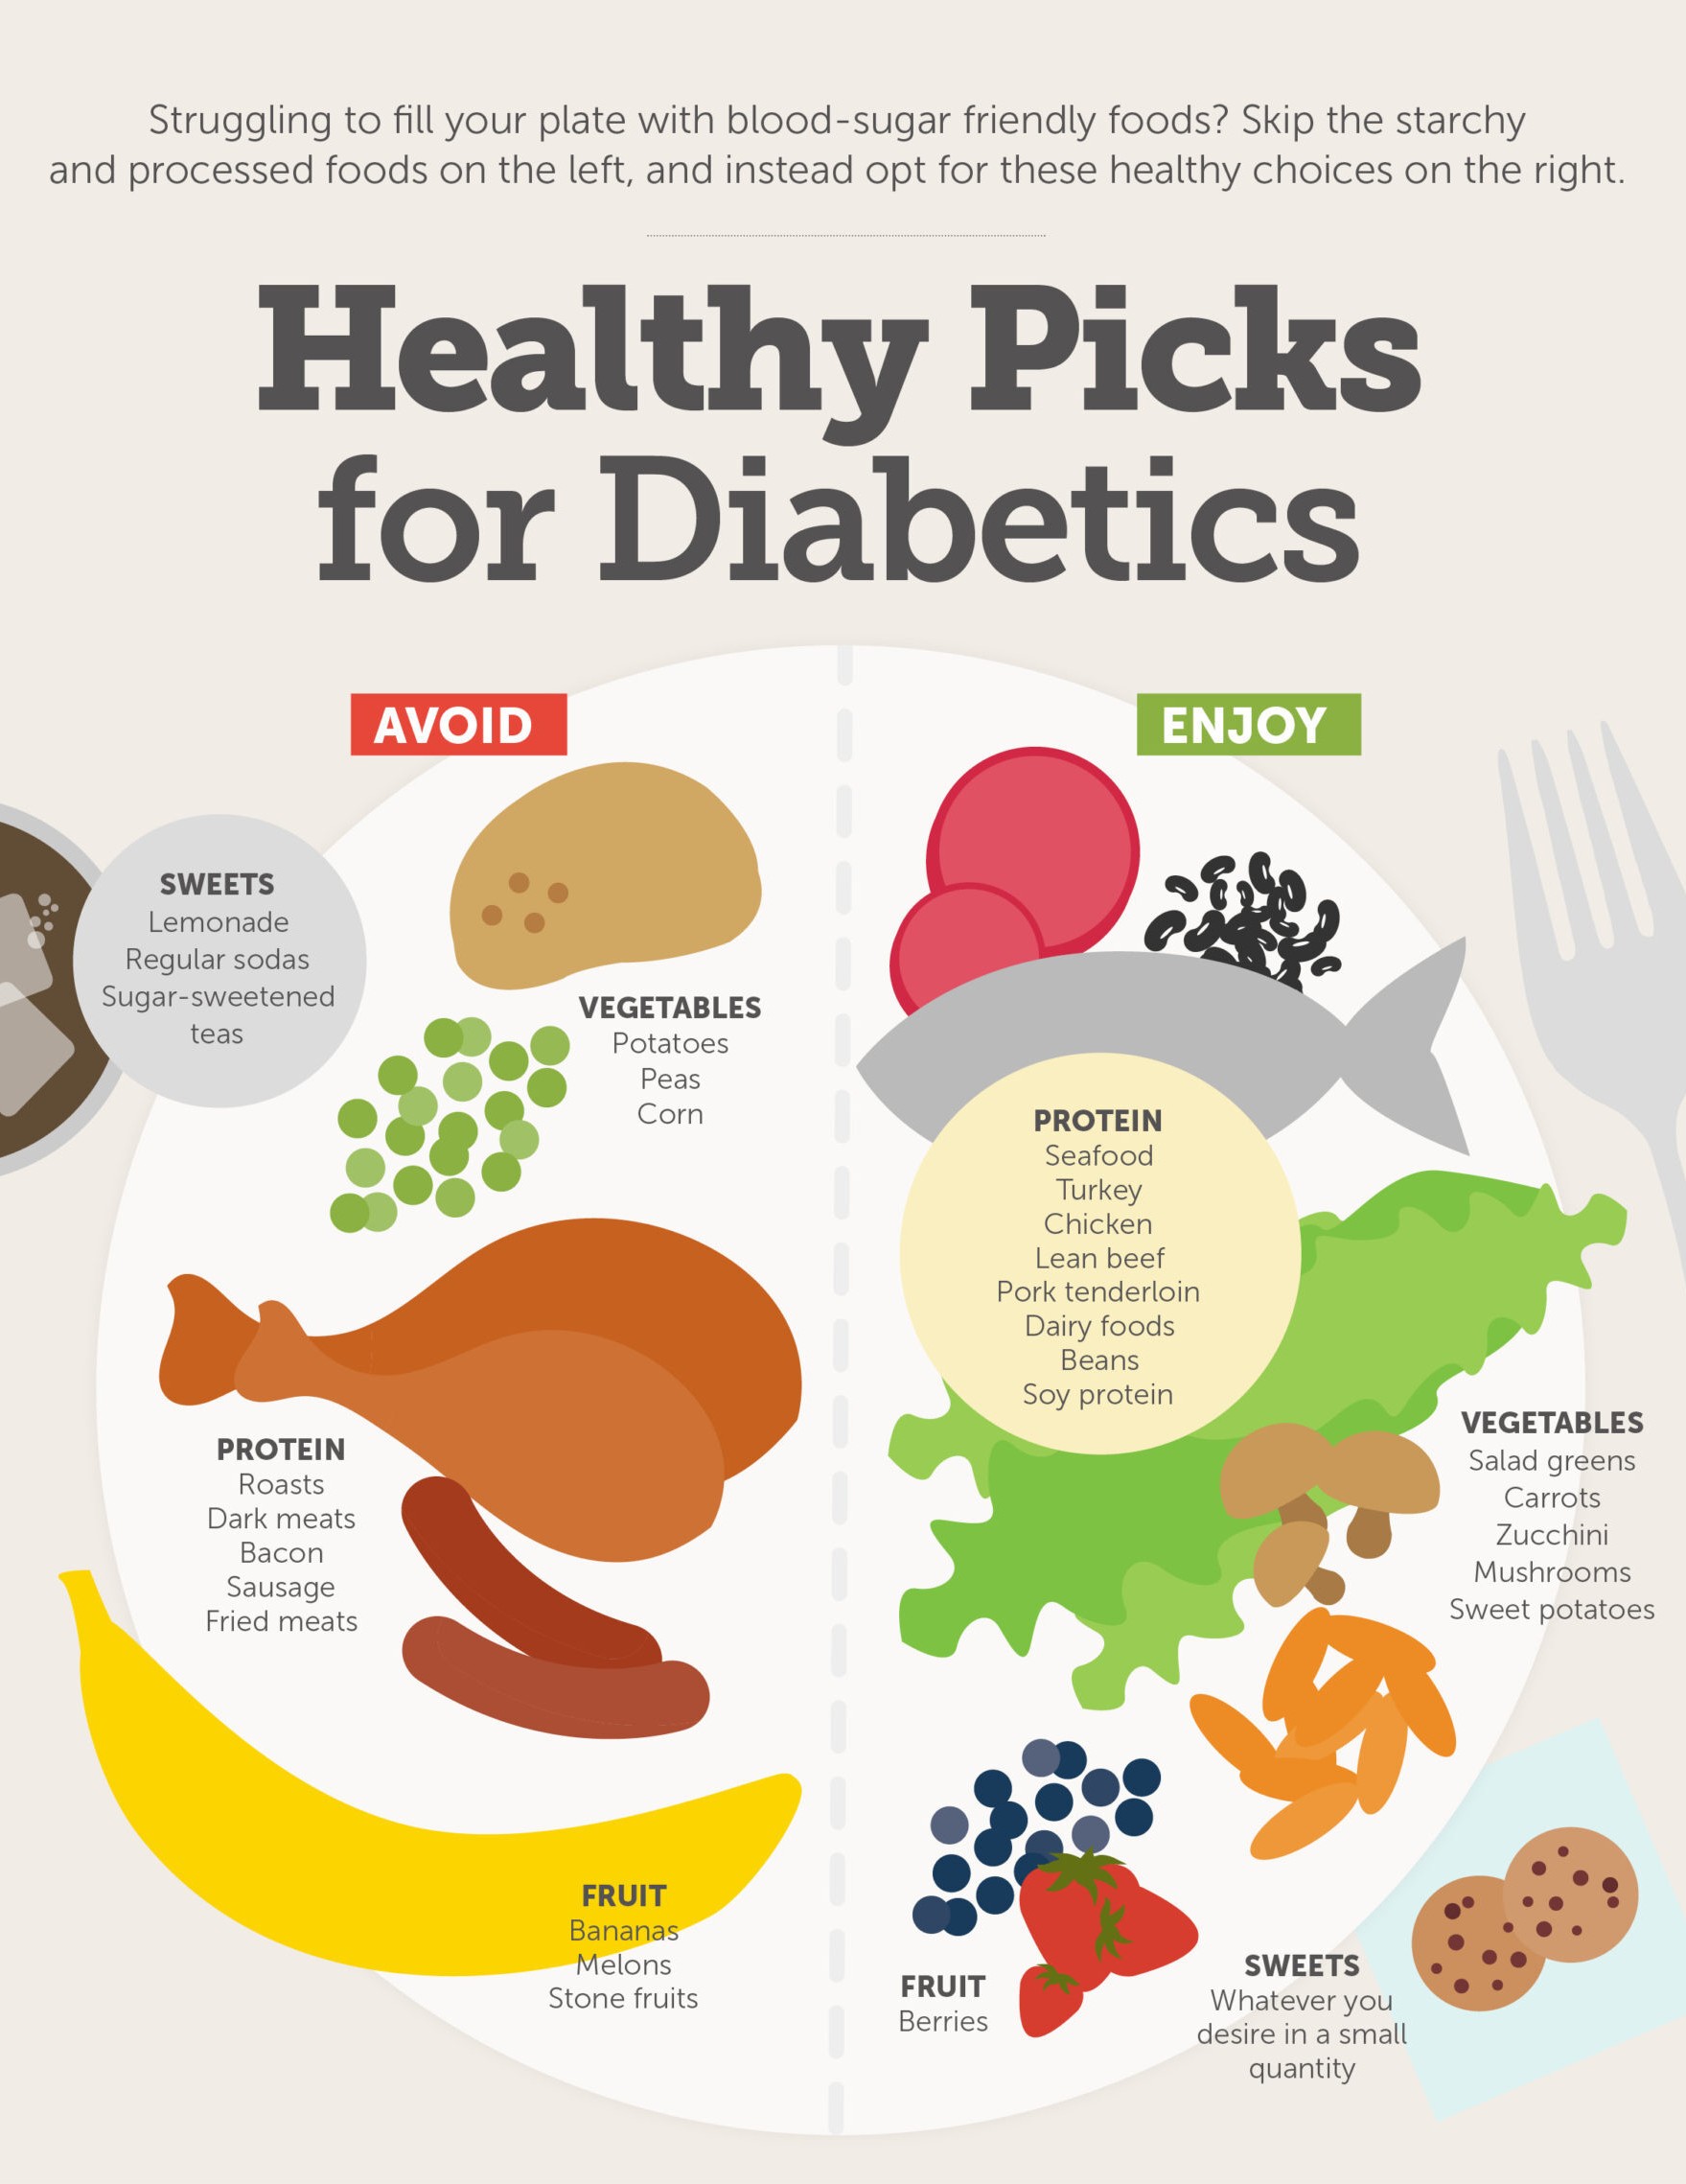 Struggling to fill your plate with blood-sugar friendly foods? Skip the starchy
and processed foods on the left, and instead opt for these healthy choices on the right.
Healthy Picks
for Diabetics
AVOID
SWEETS
Lemonade
Regular sodas
Sugar-sweetened
teas
VEGETABLES
Potatoes
Peas
Corn
PROTEIN
Roasts
Dark meats
Bacon
Sausage
Fried meats
FRUIT
Bananas
Melons
Stone fruits
ENJOY
PROTEIN
Seafood
Turkey
Chicken
Lean beef
Pork tenderloin
Dairy foods
Beans
Soy protein
VEGETABLES
Salad greens
Carrots
Zucchini
Mushrooms
Sweet potatoes
FRUIT
Berries
SWEETS
Whatever you
desire in a small
quantity